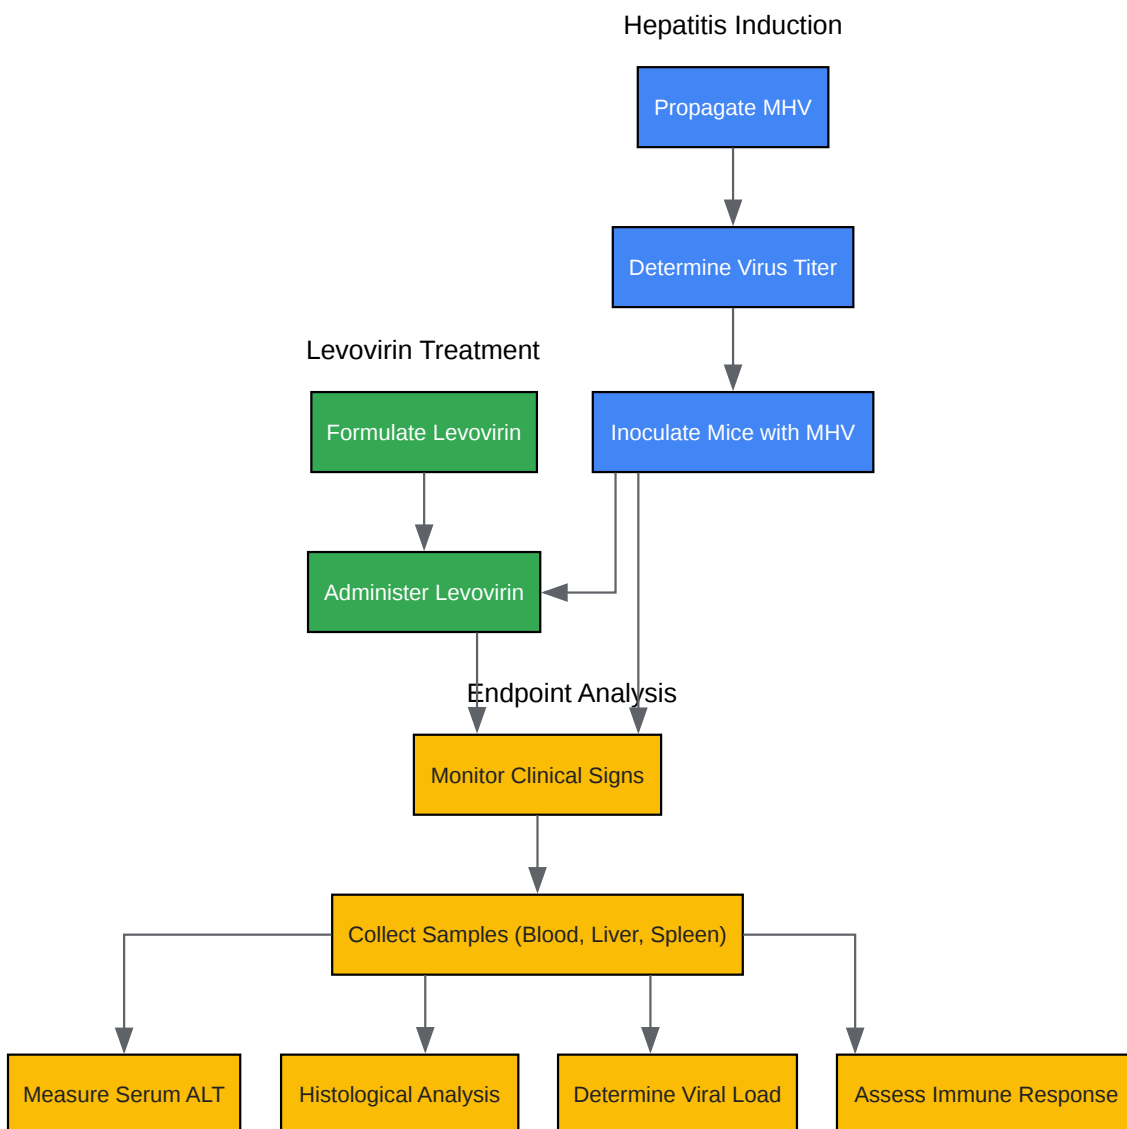 Hepatitis Induction
Propagate MHV
Determine Virus Titer
Levovirin Treatment
Formulate Levovirin
Inoculate Mice with MHV
Administer Levovirin
Endpoint Analysis
Monitor Clinical Signs
Collect Samples (Blood, Liver, Spleen)
Measure Serum ALT
Histological Analysis
Determine Viral Load
Assess Immune Response